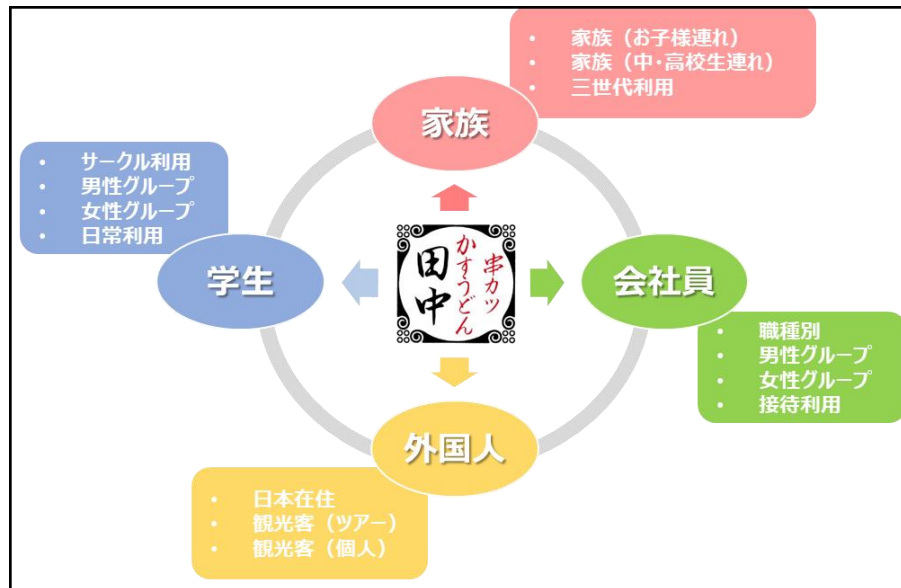 ・ 家族（お子様連れ）
・ 家族（中・高校生連れ）
・ 三世代利用
家族
・ サークル利用
・ 男性グループ
・ 女性グループ
・ 日常利用
学生
串カツ
かすうどん
田中
会社員
・ 職種別
・ 男性グループ
・ 女性グループ
・ 接待利用
外国人
・ 日本在住
・ 観光客（ツアー）
・ 観光客（個人）